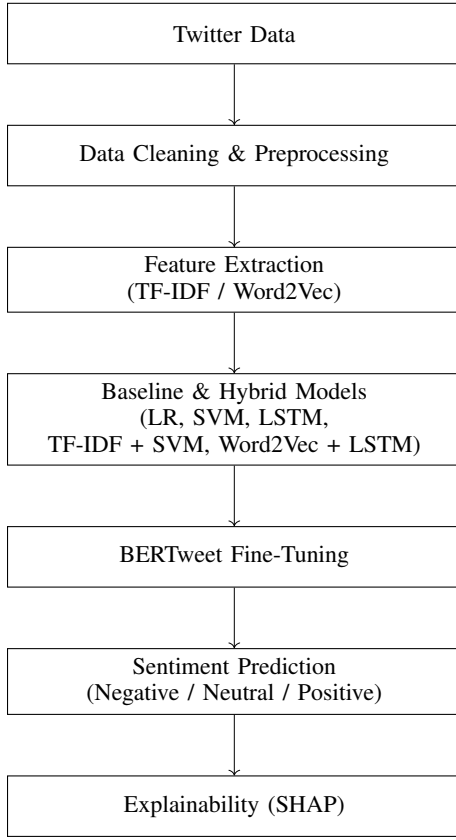 Twitter Data
Data Cleaning & Preprocessing
Feature Extraction
(TF-IDF / Word2Vec)
Baseline & Hybrid Models
(LR, SVM, LSTM,
TF-IDF + SVM, Word2Vec + LSTM)
BERTweet Fine-Tuning
Sentiment Prediction
(Negative / Neutral / Positive)
Explainability (SHAP)